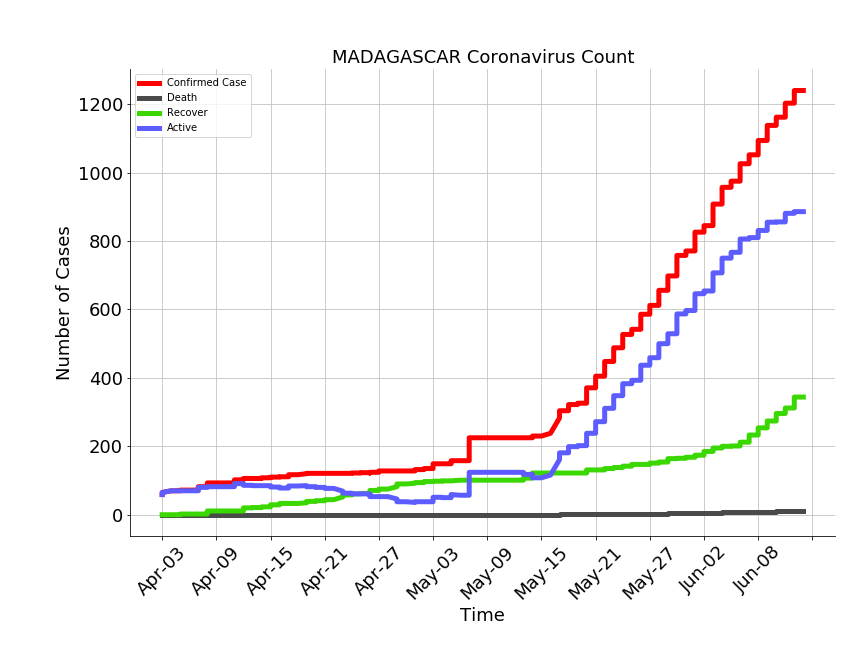 MADAGASCAR Coronavirus Count
Confirmed Case
Death
Recover
Active
Number of Cases
1200
1000
800
600
400
200
0
Apr-03
Apr-09
Apr-15
Apr-21
Apr-27
May-03
May-09
May-15
May-21
May-27
Jun-02
Jun-08
Time